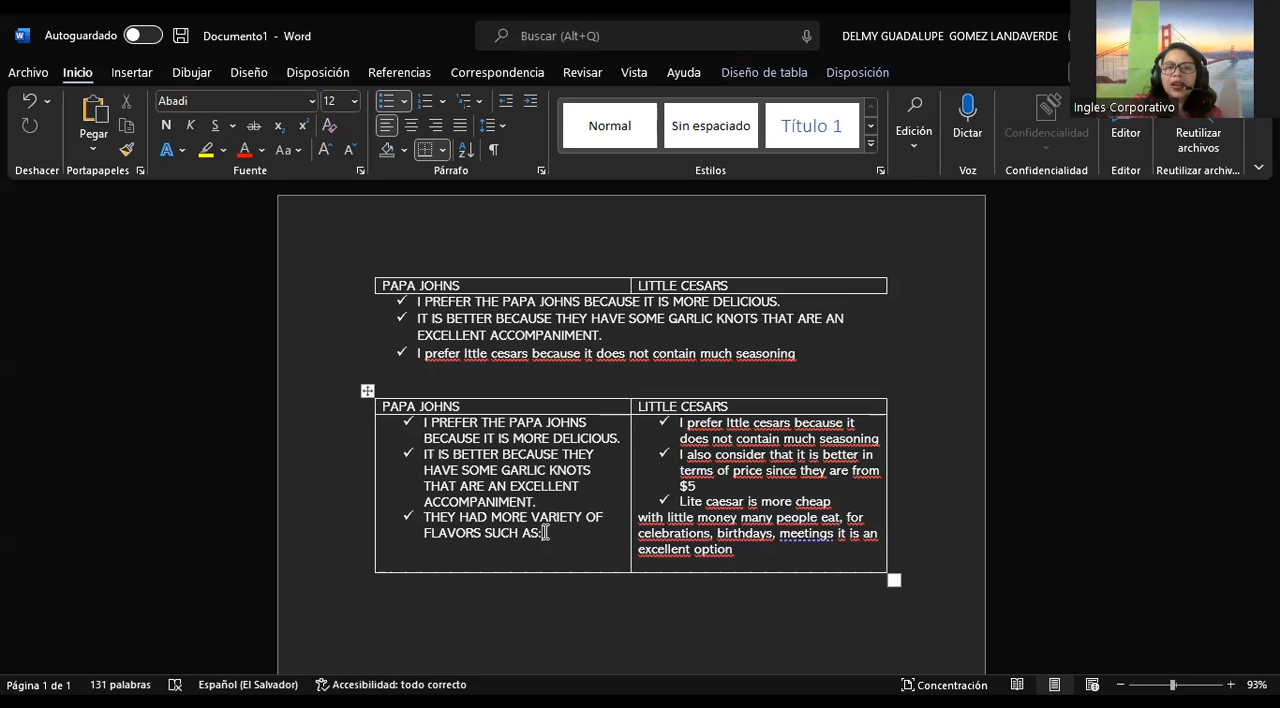 Autoguardado
Documento1 - Word
Buscar (Alt+Q)
DELMY GUADALUPE GOMEZ LANDAVERDE
Ingles Corporativo
Archivo Inicio Insertar Dibujar Diseño Disposición Referencias Correspondencia Revisar Vista Ayuda Diseño de tabla Disposición
Pegar
Abadi 12
N K S ab x₂ x² A
A A Aa A A
Normal
Sin espaciado
Título 1
Edición
Dictar
Confidencialidad
Editor
Reutilizar
archivos
Deshacer Portapapeles Fuente Párrafo Estilos Voz Confidencialidad Editor Reutilizar archiv...
PAPA JOHNS LITTLE CESARS
I PREFER THE PAPA JOHNS BECAUSE IT IS MORE DELICIOUS.
IT IS BETTER BECAUSE THEY HAVE SOME GARLIC KNOTS THAT ARE AN
EXCELLENT ACCOMPANIMENT.
I prefer lttle cesars because it does not contain much seasoning
PAPA JOHNS
I PREFER THE PAPA JOHNS
BECAUSE IT IS MORE DELICIOUS.
IT IS BETTER BECAUSE THEY
HAVE SOME GARLIC KNOTS
THAT ARE AN EXCELLENT
ACCOMPANIMENT.
THEY HAD MORE VARIETY OF
FLAVORS SUCH AS:
LITTLE CESARS
I prefer lttle cesars because it
does not contain much seasoning
I also consider that it is better in
terms of price since they are from
$5
Lite caesar is more cheap
with little money many people eat, for
celebrations, birthdays, meetings it is an
excellent option
Página 1 de 1 131 palabras Español (El Salvador) Accesibilidad: todo correcto Concentración 93%